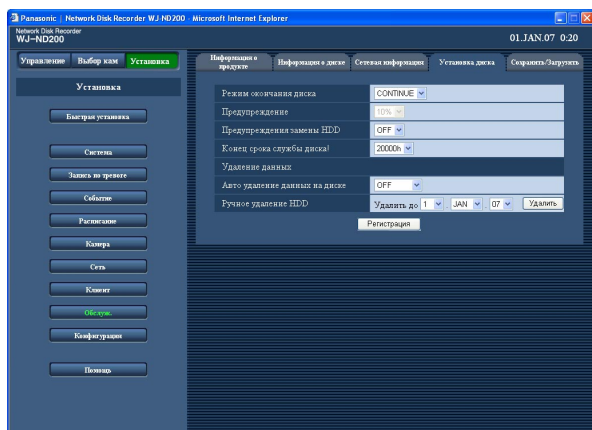 Panasonic | Network Disk Recorder WJ-ND200 - Microsoft Internet Explorer
Network Disk Recorder
WJ-ND200
01.JAN.07 0:20
Управление Выбор кам Установка
Информация о продукте Информация о диске Сетевая информация Установка диска Сохранить/Загрузить
Установка
Быстрая установка
Система
Запись по тревоге
Событие
Расписание
Камера
Сеть
Клиент
Обслуж.
Конфигурация
Помощь
Режим окончания диска CONTINUE
Предупреждение 10%
Предупреждения замены HDD OFF
Конец срока службы диска! 20000h
Удаление данных
Авто удаление данных на диске OFF
Ручное удаление HDD Удалить до 1 . JAN . 07 Удалить
Регистрация